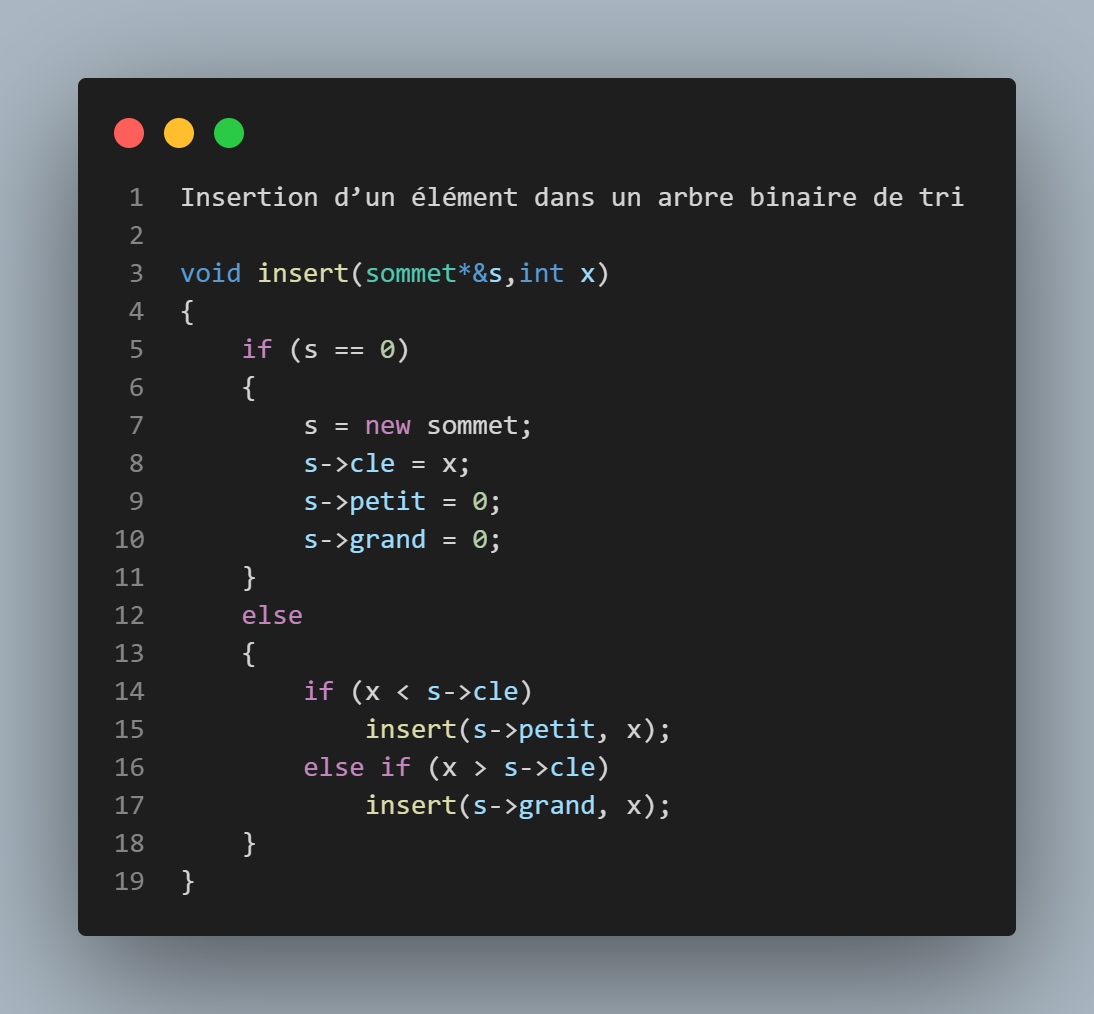 1 Insertion d’un élément dans un arbre binaire de tri
2
3 void insert(sommet*&s,int x)
4 {
5     if (s == 0)
6     {
7         s = new sommet;
8         s->cle = x;
9         s->petit = 0;
10         s->grand = 0;
11     }
12     else
13     {
14         if (x < s->cle)
15             insert(s->petit, x);
16         else if (x > s->cle)
17             insert(s->grand, x);
18     }
19 }